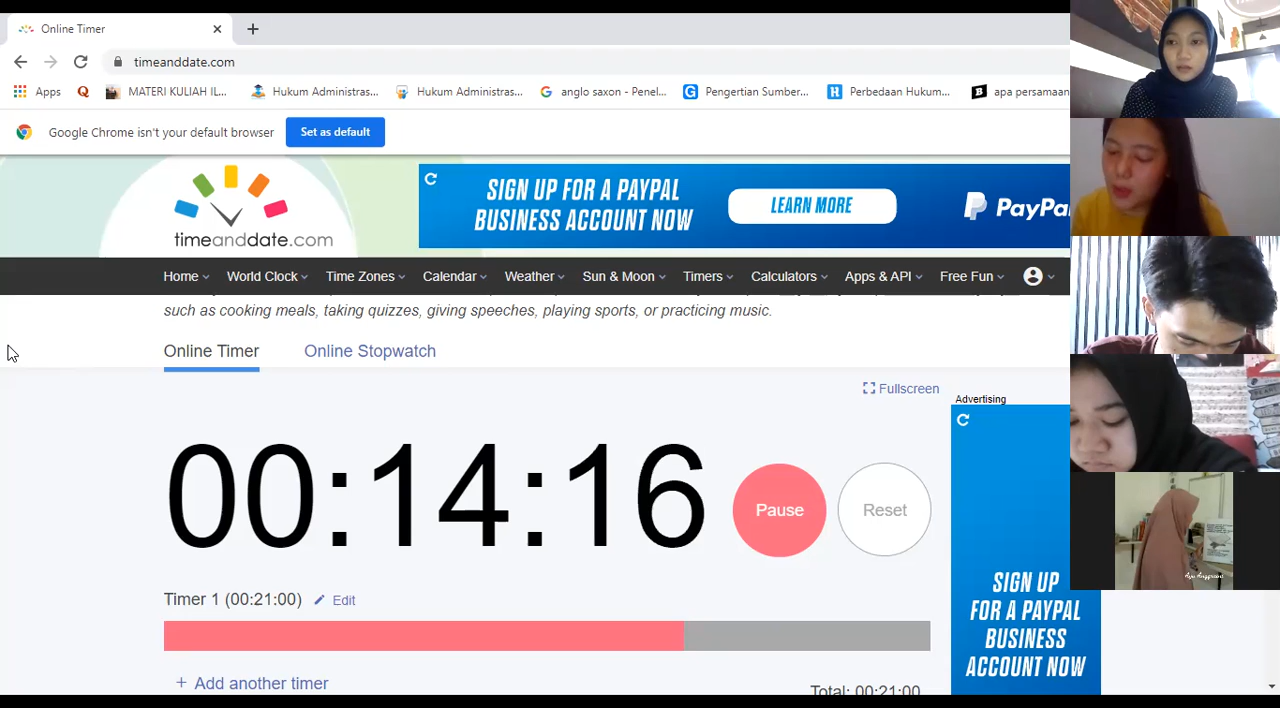 Online Timer
timeanddate.com
Apps
MATERI KULIAH IL...
Hukum Administras...
Hukum Administras...
anglo saxon - Penel...
Pengertian Sumber...
Perbedaan Hukum...
apa persamaan
Google Chrome isn't your default browser
Set as default
timeanddate.com
SIGN UP FOR A PAYPAL
BUSINESS ACCOUNT NOW
LEARN MORE
PayPa
Home
World Clock
Time Zones
Calendar
Weather
Sun & Moon
Timers
Calculators
Apps & API
Free Fun
such as cooking meals, taking quizzes, giving speeches, playing sports, or practicing music.
Online Timer
Online Stopwatch
Fullscreen
Advertising
00:14:16
Pause
Reset
Timer 1 (00:21:00)
Edit
+ Add another timer
Total: 00:21:00
SIGN UP
FOR A PAYPAL
BUSINESS
ACCOUNT NOW